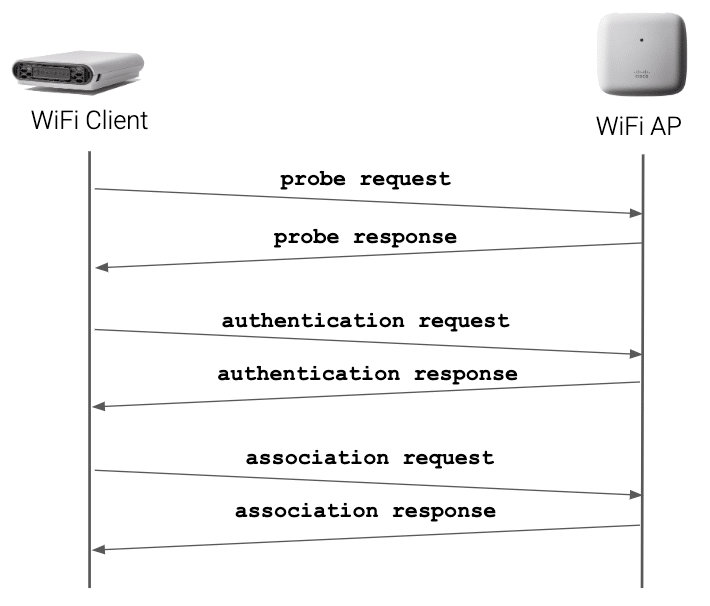 WiFi Client
WiFi AP
probe request
probe response
authentication request
authentication response
association request
association response